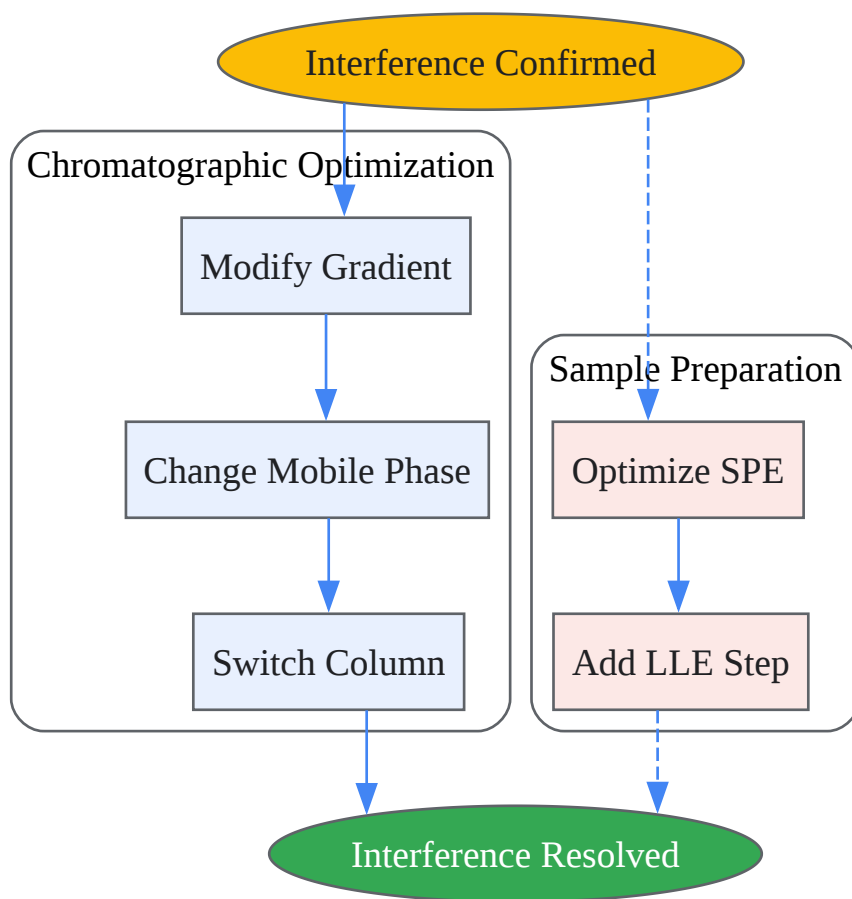 Interference Confirmed
Chromatographic Optimization
Modify Gradient
Change Mobile Phase
Switch Column
Sample Preparation
Optimize SPE
Add LLE Step
Interference Resolved